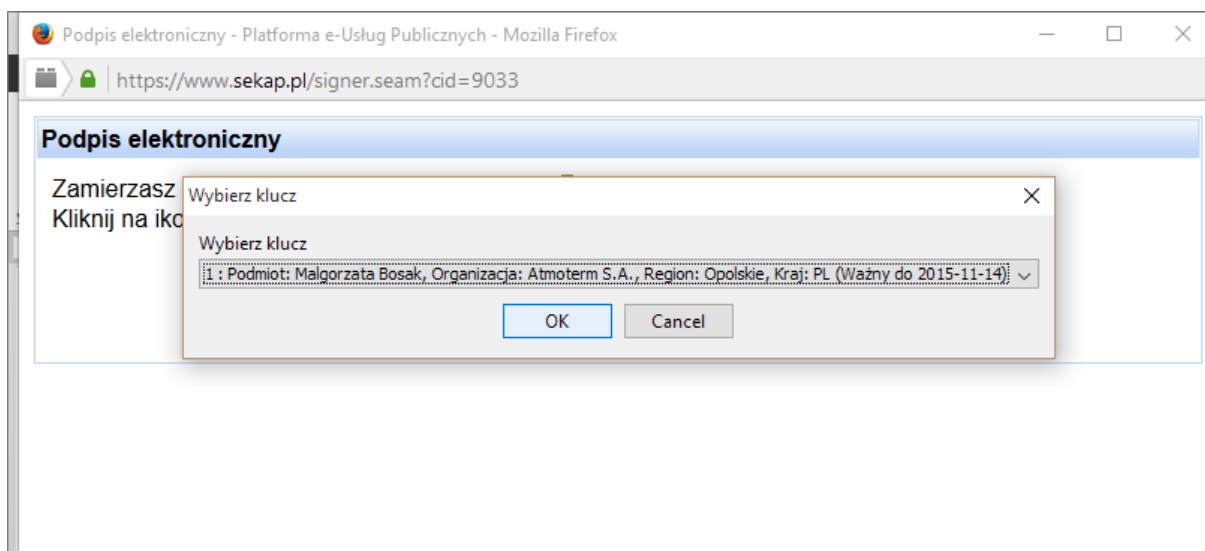 Podpis elektroniczny - Platforma e-Usług Publicznych - Mozilla Firefox
https://www.sekap.pl/signer.seam?cid=9033
Podpis elektroniczny
Zamierzasz
Kliknij na iko
Wybierz klucz
Wybierz klucz
1 : Podmiot: Malgorzata Bosak, Organizacja: Atmoterm S.A., Region: Opolskie, Kraj: PL (Ważny do 2015-11-14)
OK Cancel